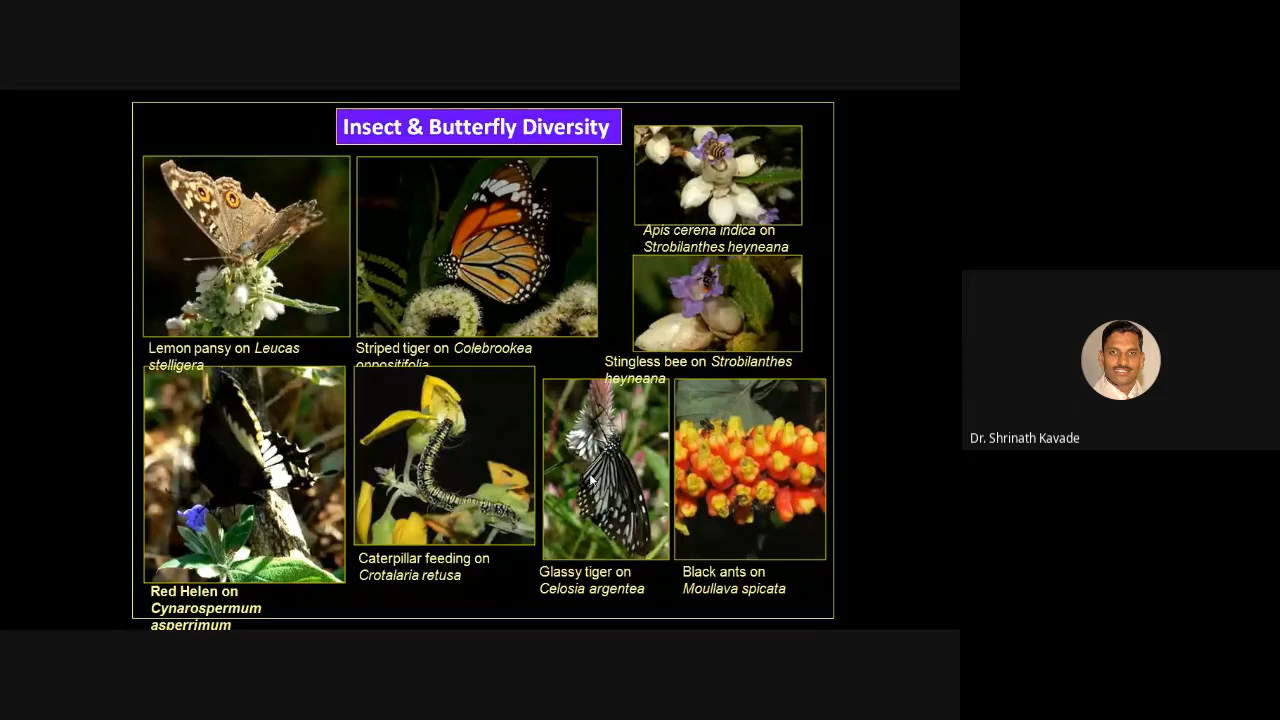 Insect & Butterfly Diversity
Apis cerena indica on
Strobilanthes heyneana
Lemon pansy on Leucas
stelligera
Striped tiger on Colebrookea
oppositifolia
Stingless bee on Strobilanthes
heyneana
Red Helen on
Cynarospermum
asperrimum
Caterpillar feeding on
Crotalaria retusa
Glassy tiger on
Celosia argentea
Black ants on
Moullava spicata
Dr. Shrinath Kavade